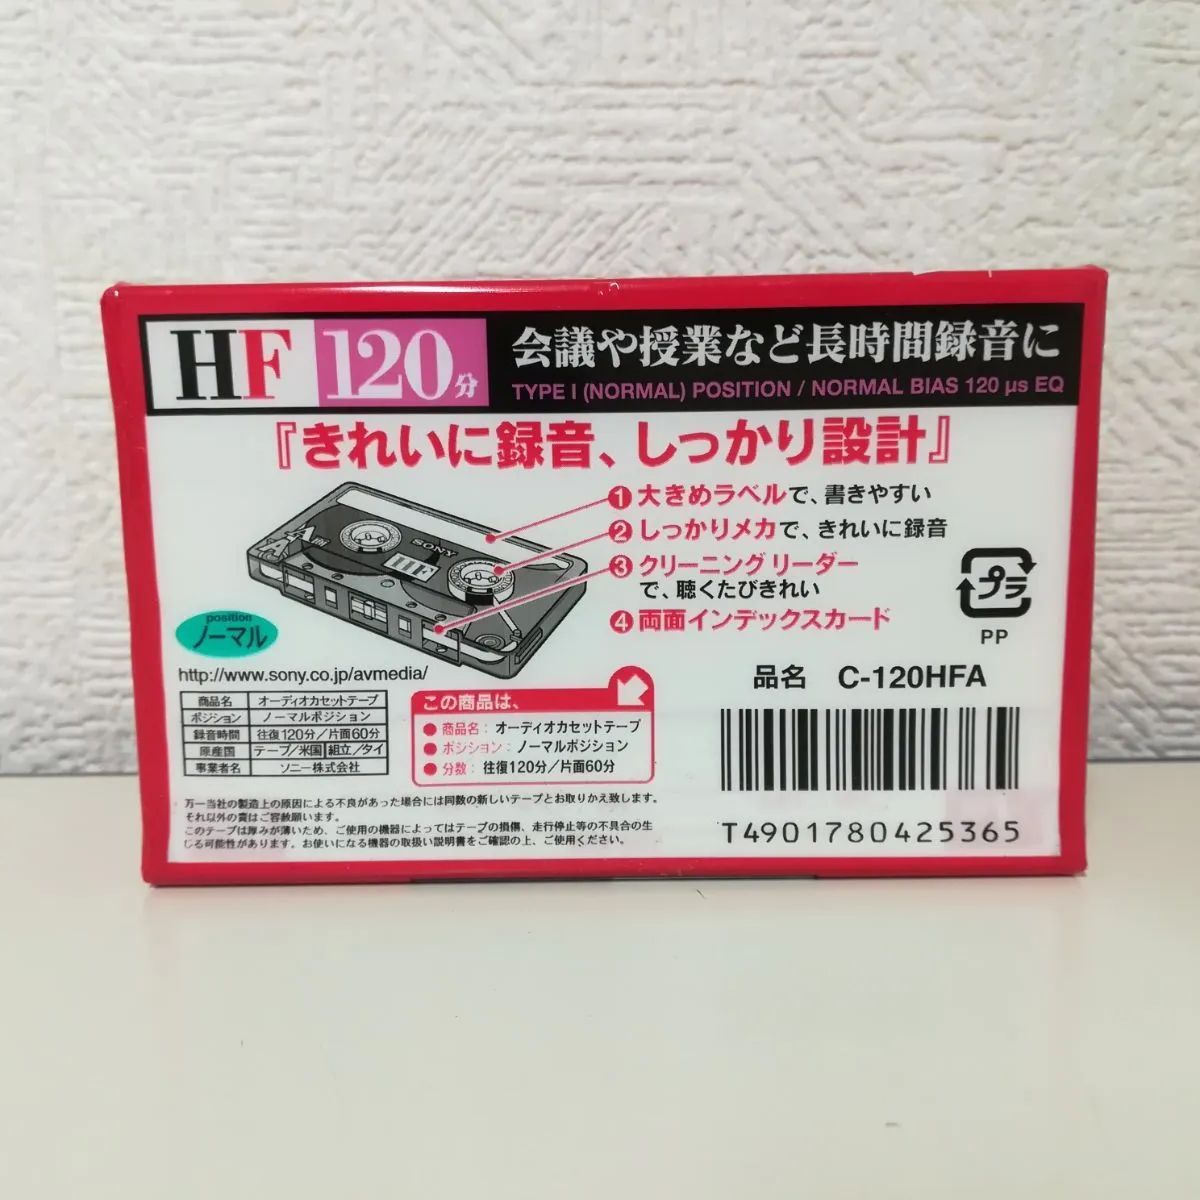 HF 120分 会議や授業など長時間録音に
TYPE I (NORMAL) POSITION / NORMAL BIAS 120 μs EQ
『きれいに録音、しっかり設計』
1 大きめラベルで、書きやすい
2 しっかりメカで、きれいに録音
3 クリーニングリーダー
で、聴くたびきれい
4 両面インデックスカード
SONY
HF
A
position
ノーマル
プラ
PP
http://www.sony.co.jp/avmedia/
商品名 オーディオカセットテープ
ポジション ノーマルポジション
録音時間 往復120分/片面60分
原産国 テープ/米国 組立/タイ
事業者名 ソニー株式会社
この商品は、
●商品名:オーディオカセットテープ
●ポジション:ノーマルポジション
●分数:往復120分/片面60分
品名 C-120HFA
T4901780425365
万一当社の製造上の原因による不良があった場合には同数の新しいテープとお取りかえ致します。
それ以外の責はご容赦願います。
このテープは厚みが薄いため、ご使用の機器によってはテープの損傷、走行停止等の不具合の生
じる可能性があります。お使いになる機器の取扱い説明書をご確認の上、ご使用ください。